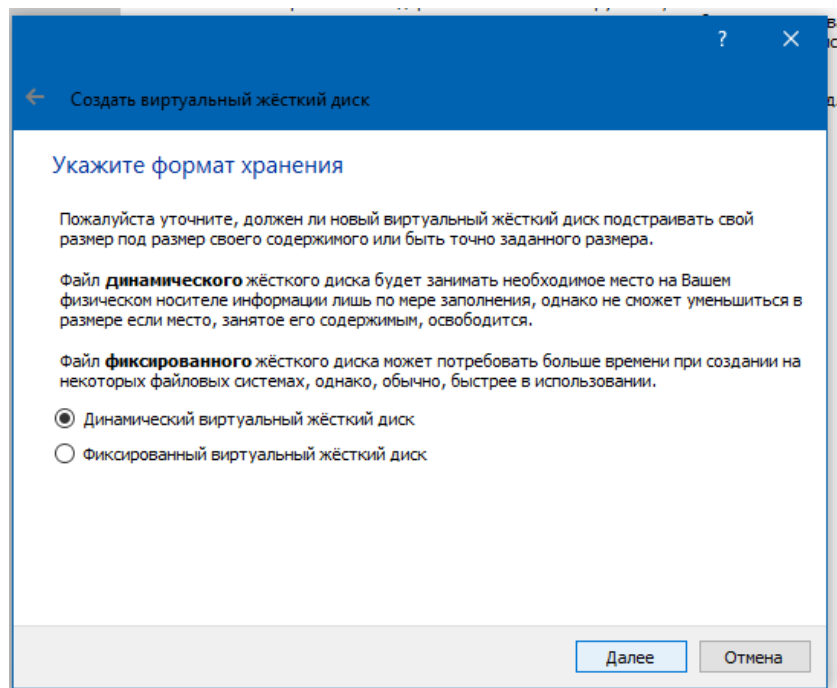 ?
Создать виртуальный жёсткий диск
Укажите формат хранения
Пожалуйста уточните, должен ли новый виртуальный жёсткий диск подстраивать свой
размер под размер своего содержимого или быть точно заданного размера.
Файл динамического жёсткого диска будет занимать необходимое место на Вашем
физическом носителе информации лишь по мере заполнения, однако не сможет уменьшиться в
размере если место, занятое его содержимым, освободится.
Файл фиксированного жёсткого диска может потребовать больше времени при создании на
некоторых файловых системах, однако, обычно, быстрее в использовании.
Динамический виртуальный жёсткий диск
Фиксированный виртуальный жёсткий диск
Далее
Отмена